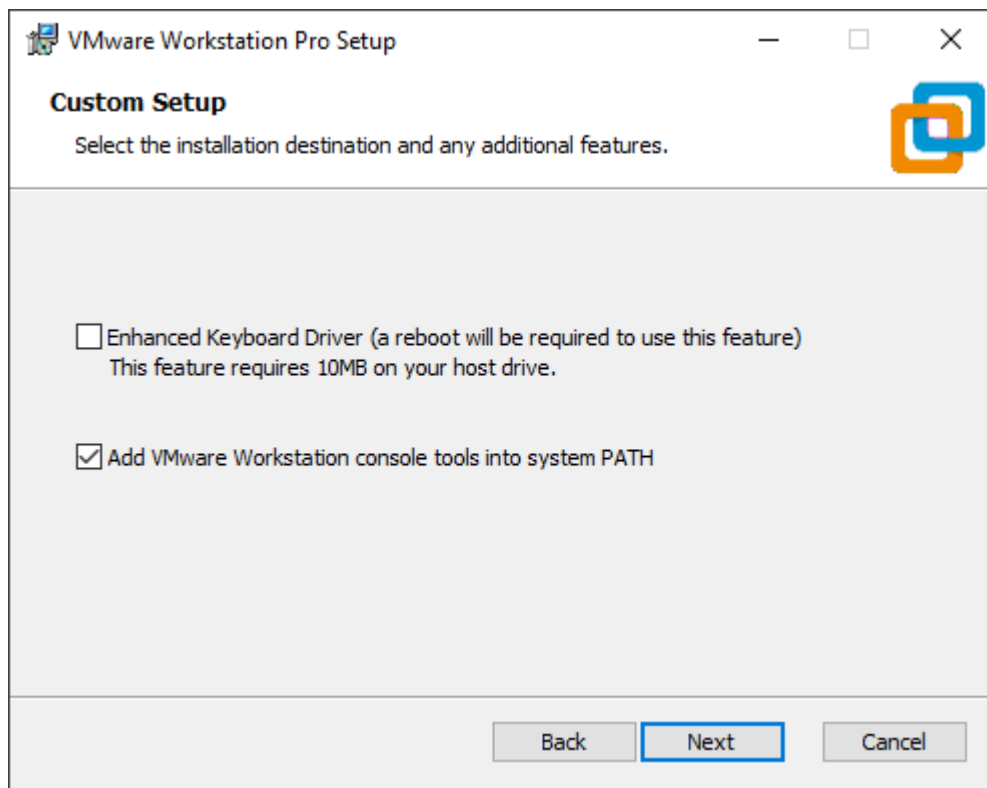 VMware Workstation Pro Setup
Custom Setup
Select the installation destination and any additional features.
Enhanced Keyboard Driver (a reboot will be required to use this feature)
This feature requires 10MB on your host drive.
Add VMware Workstation console tools into system PATH
Back
Next
Cancel